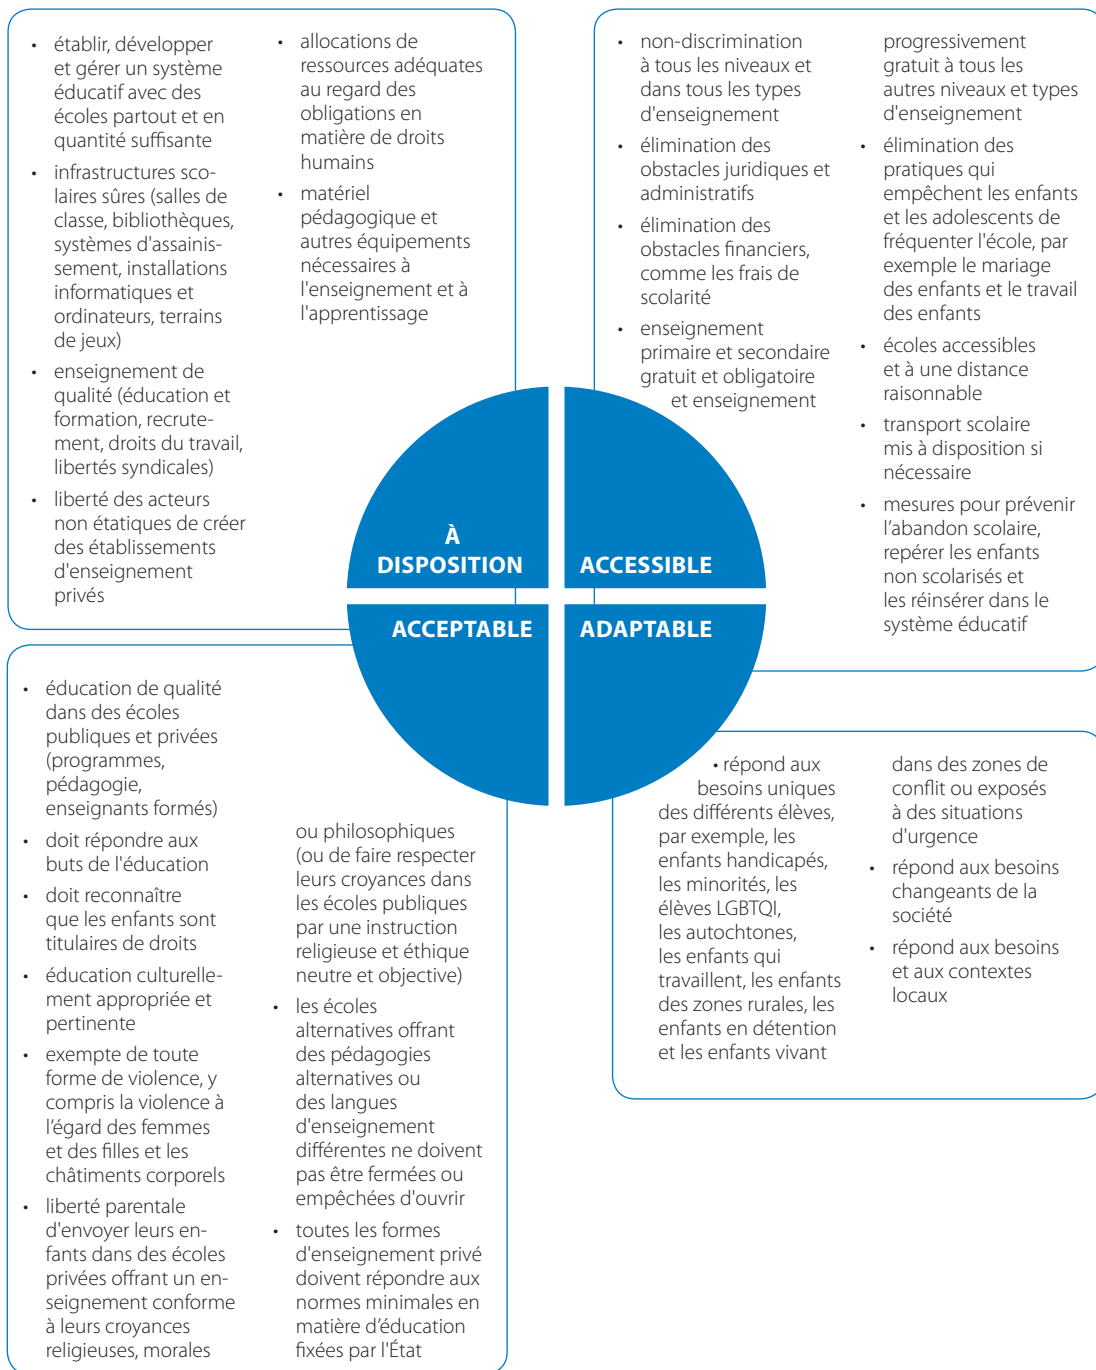 • établir, développer
et gérer un système
éducatif avec des
écoles partout et en
quantité suffisante
• infrastructures sco-
laires sûres (salles de
classe, bibliothèques,
systèmes d'assainis-
sement, installations
informatiques et
ordinateurs, terrains
de jeux)
• enseignement de
qualité (éducation et
formation, recrute-
ment, droits du travail,
libertés syndicales)
• liberté des acteurs
non étatiques de créer
des établissements
d'enseignement
privés
• allocations de
ressources adéquates
au regard des
obligations en
matière de droits
humains
• matériel
pédagogique et
autres équipements
nécessaires à
l'enseignement et à
l'apprentissage
À
DISPOSITION
• non-discrimination
à tous les niveaux et
dans tous les types
d'enseignement
• élimination des
obstacles juridiques et
administratifs
• élimination des
obstacles financiers,
comme les frais de
scolarité
• enseignement
primaire et secondaire
gratuit et obligatoire
et enseignement
progressivement
gratuit à tous les
autres niveaux et types
d'enseignement
• élimination des
pratiques qui
empêchent les enfants
et les adolescents de
fréquenter l'école, par
exemple le mariage
des enfants et le travail
des enfants
• écoles accessibles
et à une distance
raisonnable
• transport scolaire
mis à disposition si
nécessaire
• mesures pour prévenir
l’abandon scolaire,
repérer les enfants
non scolarisés et
les réinsérer dans le
système éducatif
ACCESSIBLE
ACCEPTABLE
• éducation de qualité
dans des écoles
publiques et privées
(programmes,
pédagogie,
enseignants formés)
• doit répondre aux
buts de l'éducation
• doit reconnaître
que les enfants sont
titulaires de droits
• éducation culturelle-
ment appropriée et
pertinente
• exempte de toute
forme de violence, y
compris la violence à
l’égard des femmes
et des filles et les
châtiments corporels
• liberté parentale
d'envoyer leurs en-
fants dans des écoles
privées offrant un en-
seignement conforme
à leurs croyances
religieuses, morales
ou philosophiques
(ou de faire respecter
leurs croyances dans
les écoles publiques
par une instruction
religieuse et éthique
neutre et objective)
• les écoles
alternatives offrant
des pédagogies
alternatives ou
des langues
d'enseignement
différentes ne doivent
pas être fermées ou
empêchées d'ouvrir
• toutes les formes
d'enseignement privé
doivent répondre aux
normes minimales en
matière d’éducation
fixées par l'État
ADAPTABLE
• répond aux
besoins uniques
des différents élèves,
par exemple, les
enfants handicapés,
les minorités, les
élèves LGBTQI,
les autochtones,
les enfants qui
travaillent, les enfants
des zones rurales, les
enfants en détention
et les enfants vivant
dans des zones de
conflit ou exposés
à des situations
d'urgence
• répond aux besoins
changeants de la
société
• répond aux besoins
et aux contextes
locaux